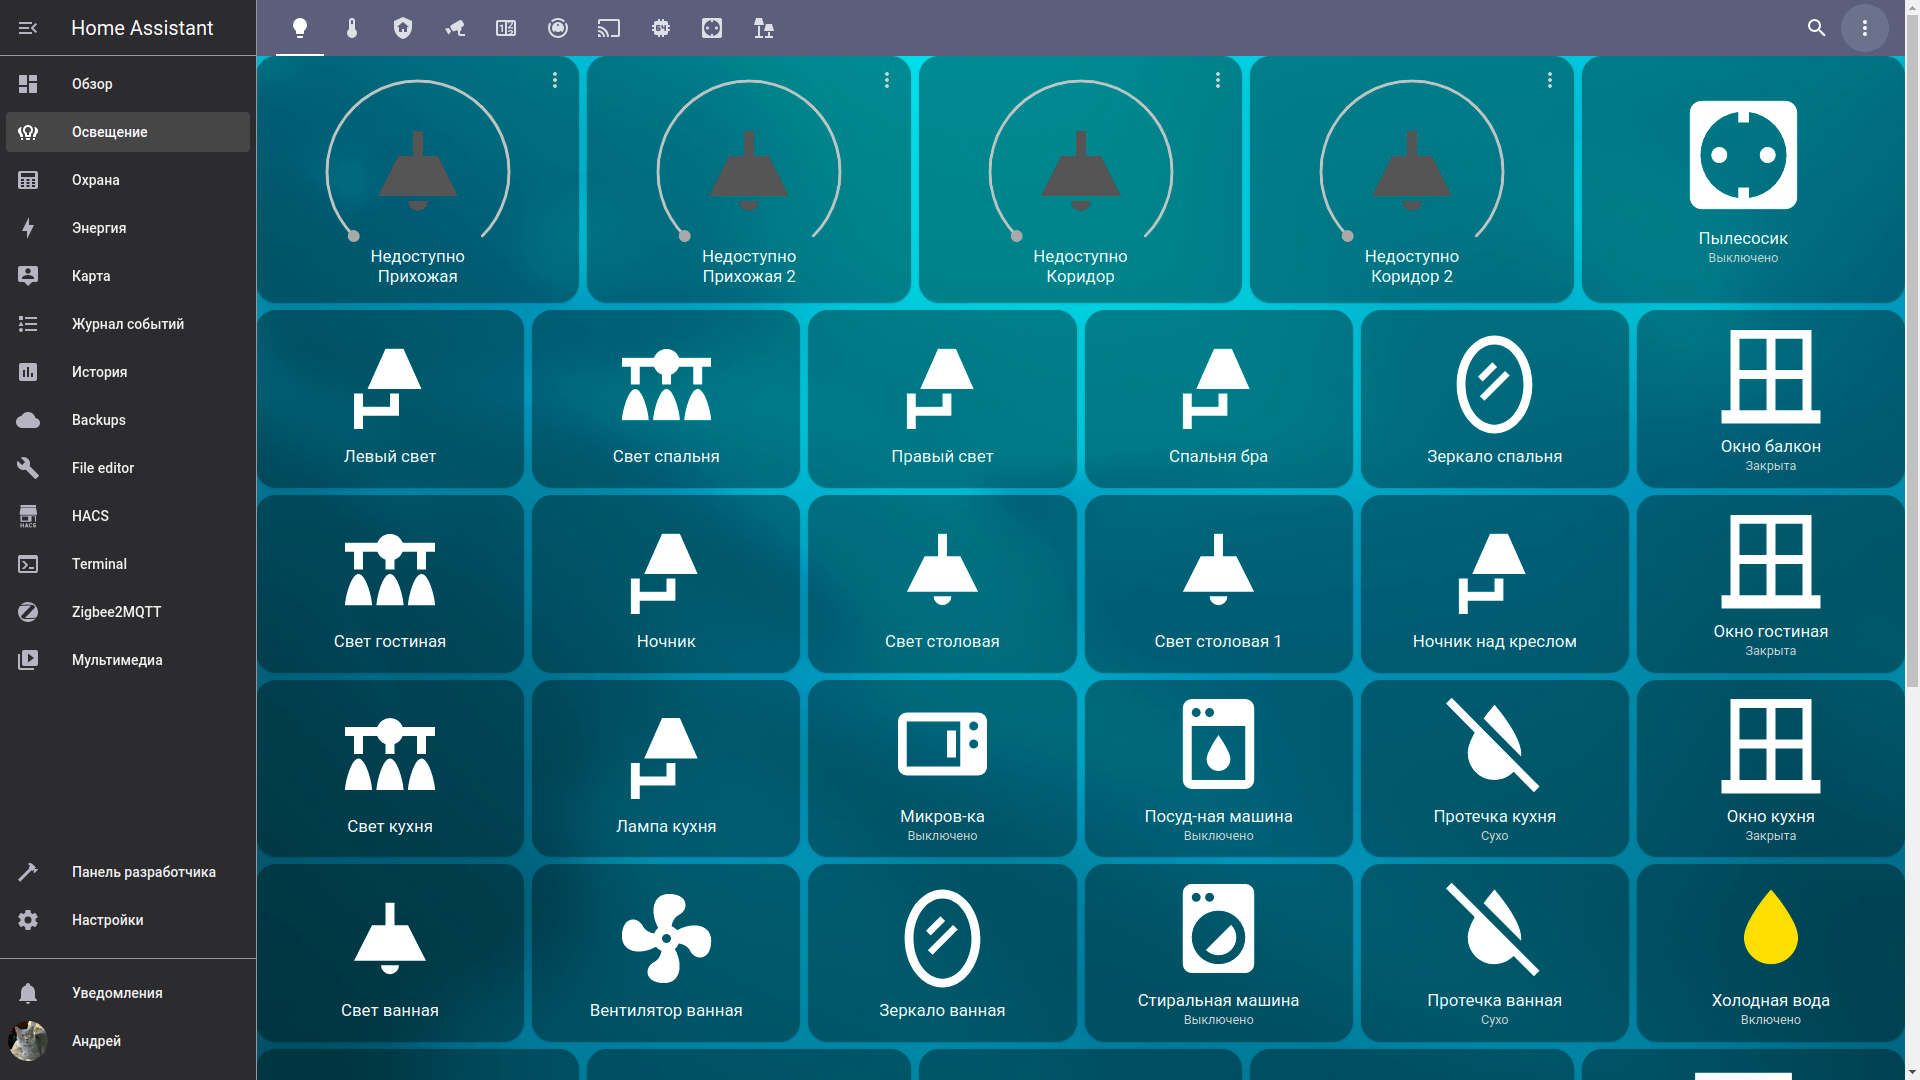 Home Assistant
Обзор
Освещение
Охрана
Энергия
Карта
Журнал событий
История
Backups
File editor
HACS
HACS
Terminal
Zigbee2MQTT
Мультимедиа
Панель разработчика
Настройки
Уведомления
Андрей
Недоступно
Прихожая
Недоступно
Прихожая 2
Недоступно
Коридор
Недоступно
Коридор 2
Пылесосик
Выключено
Левый свет
Свет спальня
Правый свет
Спальня бра
Зеркало спальня
Окно балкон
Закрыта
Свет гостиная
Ночник
Свет столовая
Свет столовая 1
Ночник над креслом
Окно гостиная
Закрыта
Свет кухня
Лампа кухня
Микров-ка
Выключено
Посуд-ная машина
Выключено
Протечка кухня
Сухо
Окно кухня
Закрыта
Свет ванная
Вентилятор ванная
Зеркало ванная
Стиральная машина
Выключено
Протечка ванная
Сухо
Холодная вода
Включено